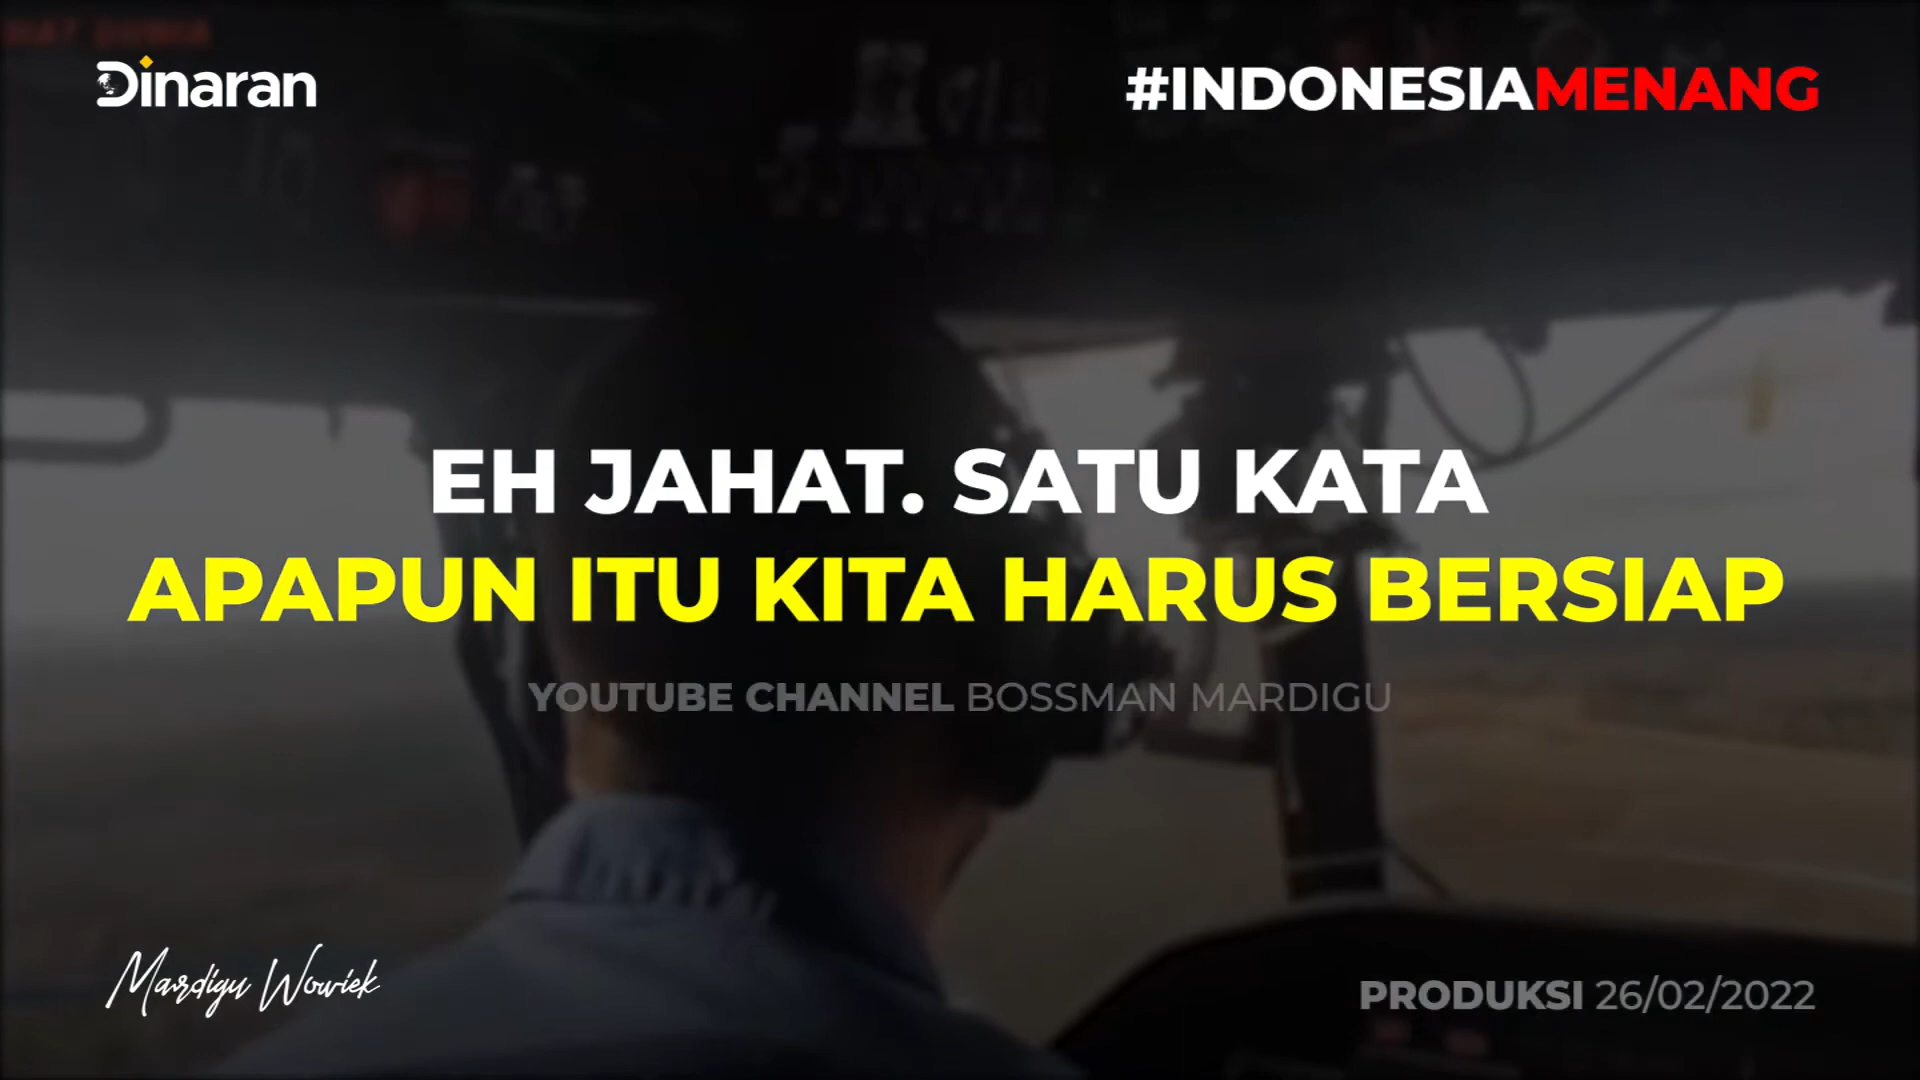 Dinaran
#INDONESIAMENANG
EH JAHAT. SATU KATA
APAPUN ITU KITA HARUS BERSIAP
YOUTUBE CHANNEL BOSSMAN MARDIGU
Mardigu Wowiek
PRODUKSI 26/02/2022